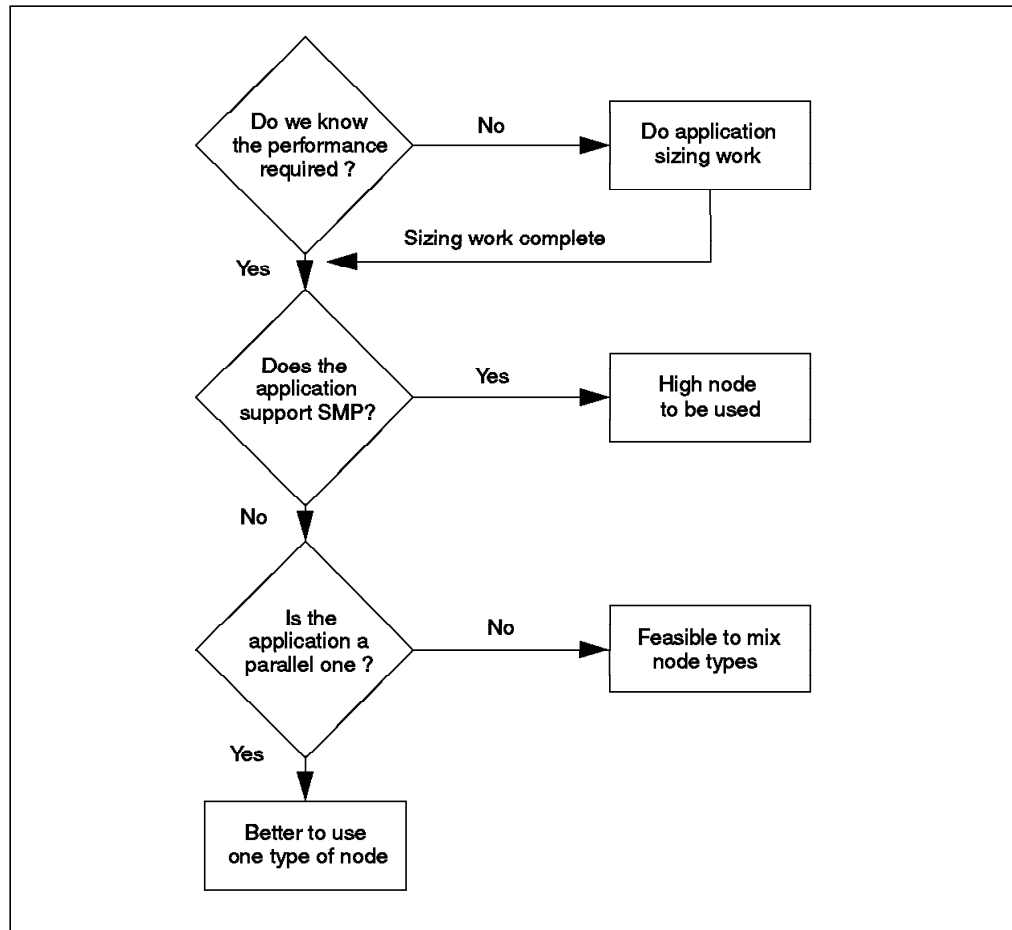 Do we know
the performance
required ?
No
Do application
sizing work
Sizing work complete
Yes
Does the
application
support SMP?
Yes
High node
to be used
No
Is the
application a
parallel one ?
No
Feasible to mix
node types
Yes
Better to use
one type of node